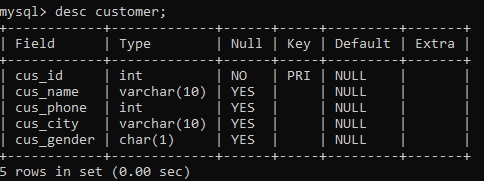 mysql> desc customer;
+------------+-------------+------+-----+---------+-------+
| Field      | Type        | Null | Key | Default | Extra |
+------------+-------------+------+-----+---------+-------+
| cus_id     | int         | NO   | PRI | NULL    |       |
| cus_name   | varchar(10) | YES  |     | NULL    |       |
| cus_phone  | int         | YES  |     | NULL    |       |
| cus_city   | varchar(10) | YES  |     | NULL    |       |
| cus_gender | char(1)     | YES  |     | NULL    |       |
+------------+-------------+------+-----+---------+-------+
5 rows in set (0.00 sec)